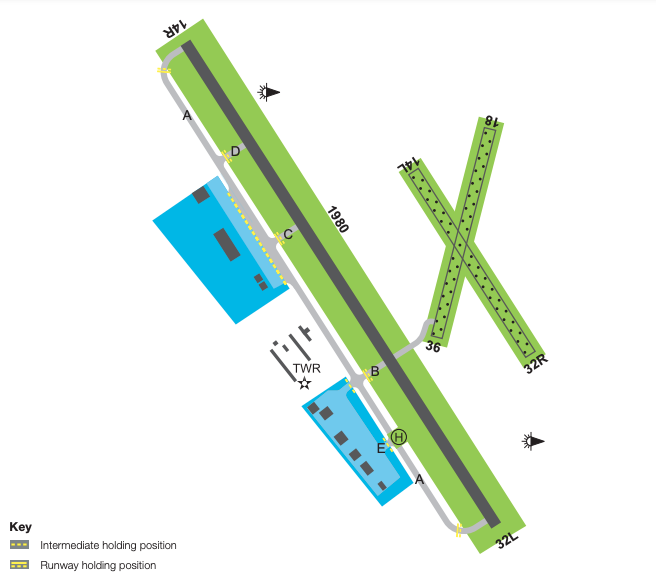 14R
A
D
18
14L
1980
C
36
32R
TWR
B
H
E
A
32L
Key
Intermediate holding position
Runway holding position